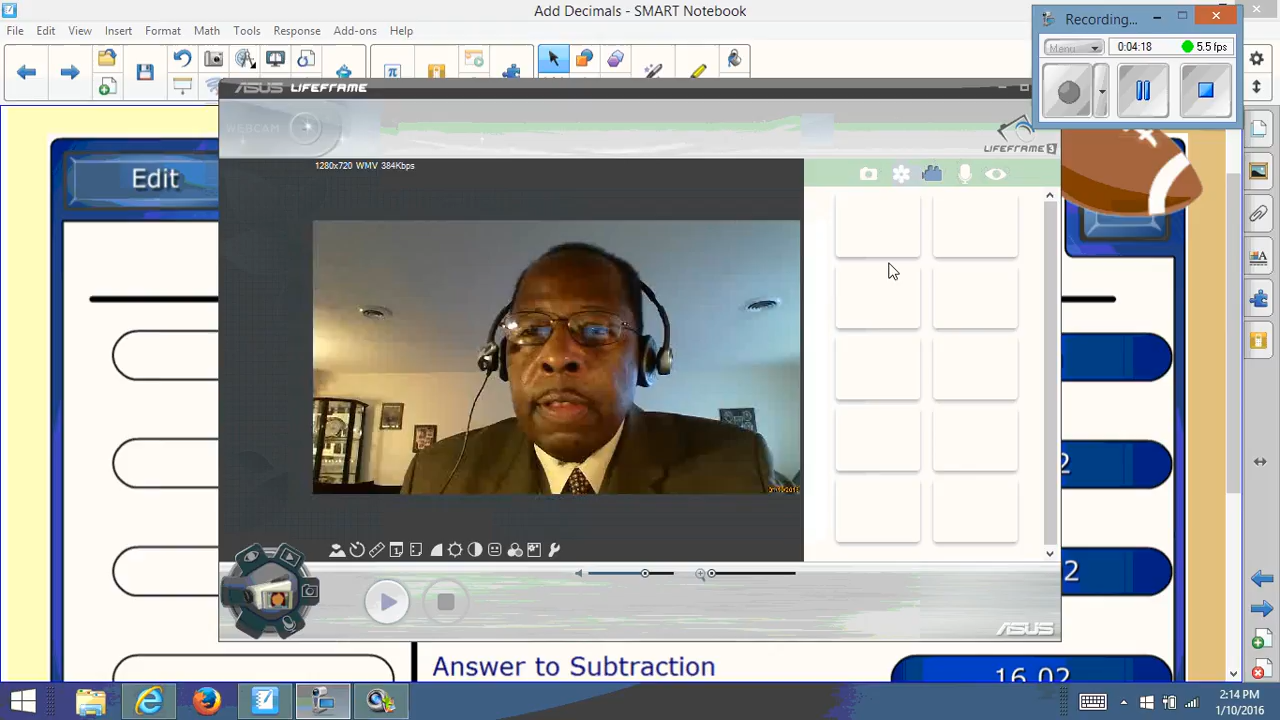 Add Decimals - SMART Notebook
Recording...
File Edit View Insert Format Math Tools Response Add-ons Help
Menu
00:04:18
5.5 fps
ASUS LIFEFRAME
WEBCAM
LIFEFRAME 3
1280x720 WMV 384Kbps
Edit
2
2
Answer to Subtraction
16.02
ASUS
2:14 PM
1/10/2016